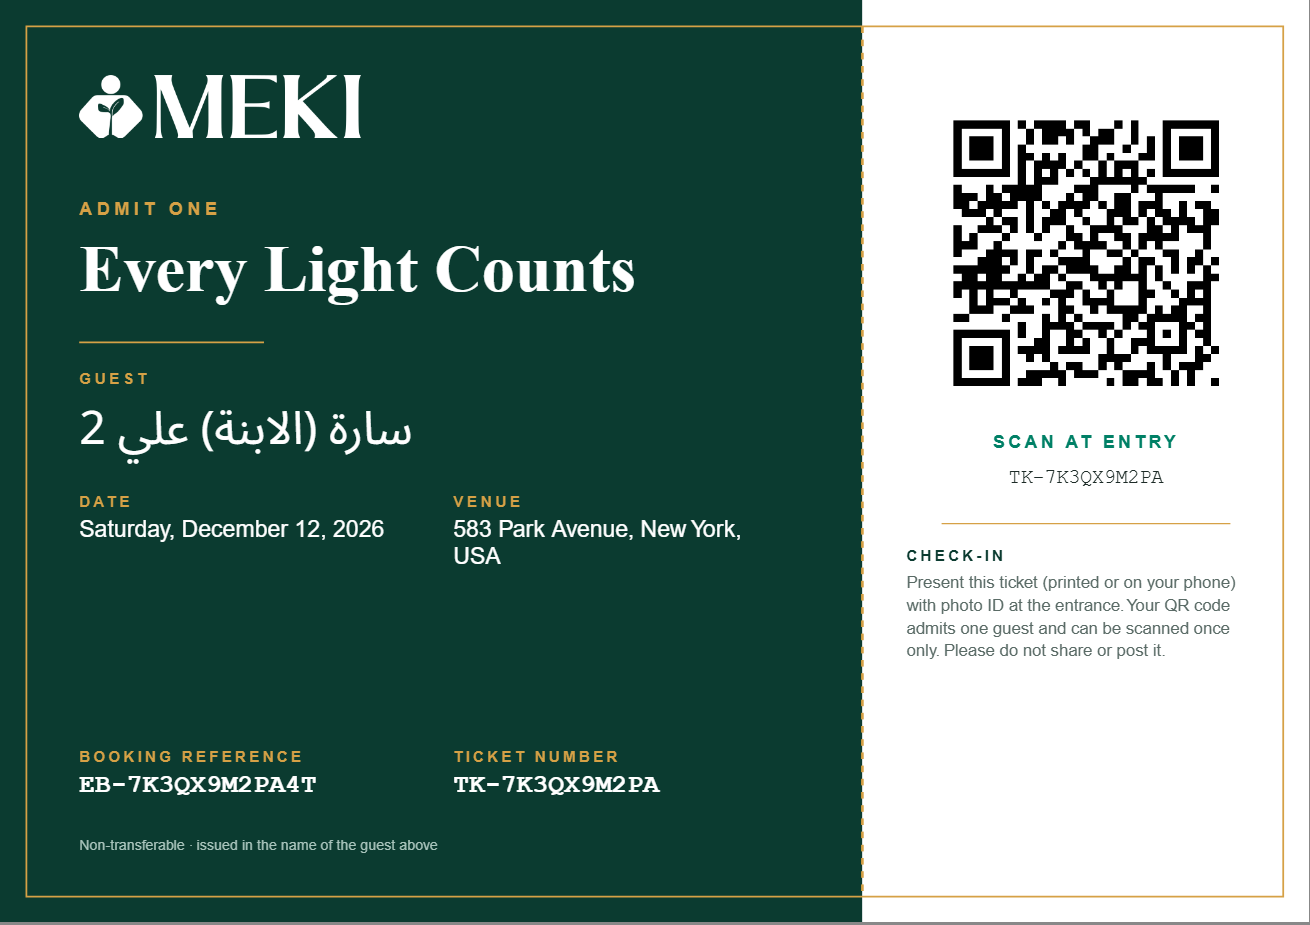 MEKI
ADMIT ONE
Every Light Counts
GUEST
سارة (الابنة) علي 2
DATE
Saturday, December 12, 2026
VENUE
583 Park Avenue, New York,
USA
BOOKING REFERENCE
EB-7K3QX9M2PA4T
TICKET NUMBER
TK-7K3QX9M2PA
Non-transferable · issued in the name of the guest above
SCAN AT ENTRY
TK-7K3QX9M2PA
CHECK-IN
Present this ticket (printed or on your phone)
with photo ID at the entrance. Your QR code
admits one guest and can be scanned once
only. Please do not share or post it.